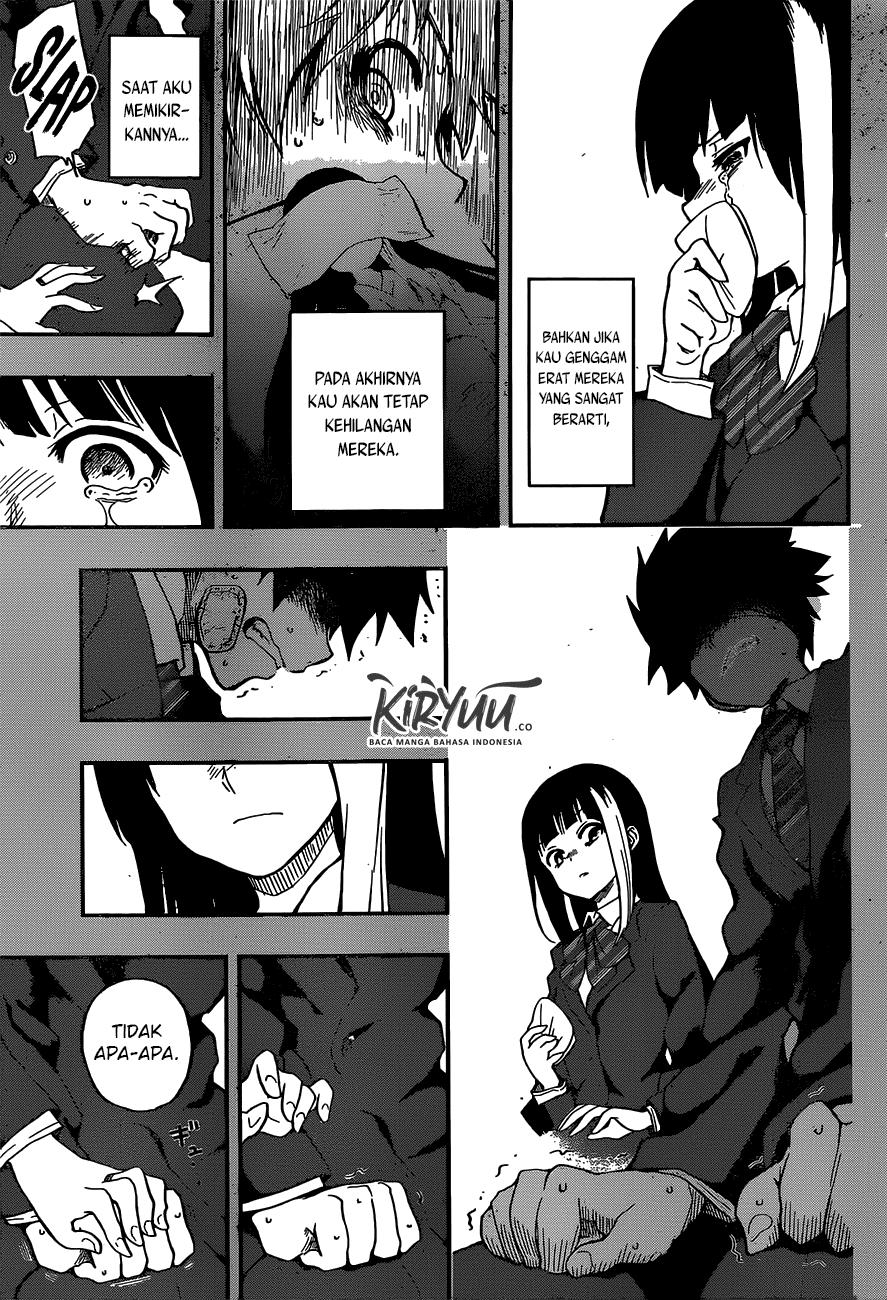 BAHKAN JIKA
KAU GENGGAM
ERAT MEREKA
YANG SANGAT
BERARTI,
PADA AKHIRNYA
KAU AKAN TETAP
KEHILANGAN
MEREKA.
SAAT AKU
MEMIKIR-
KANNYA...
SLAP
KIRYUU.CO
BACA MANGA BAHASA INDONESIA
TIDAK
APA-APA.
ギュ